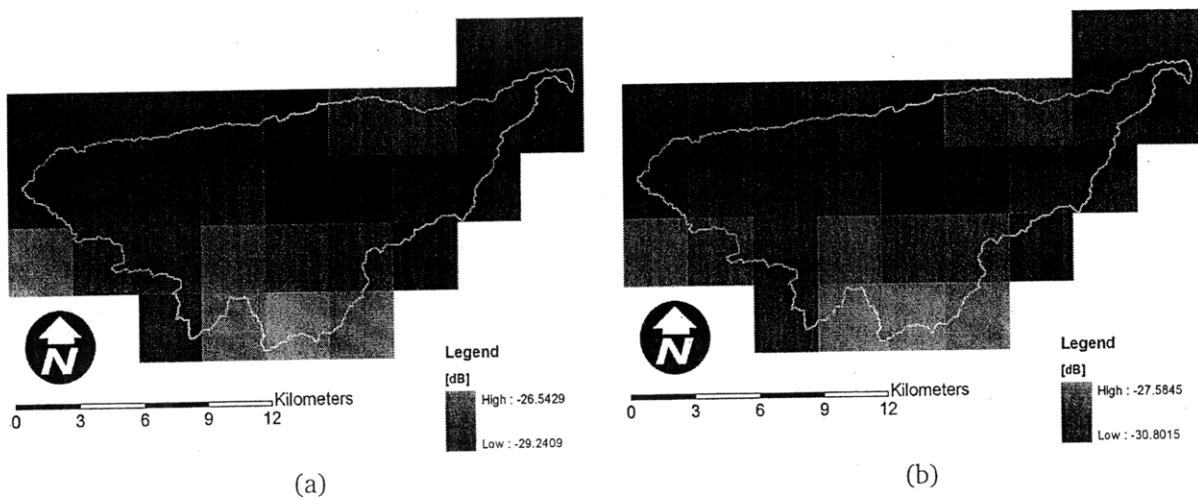 N
Kilometers
0 3 6 9 12
Legend
[dB]
High : -26.5429
Low : -29.2409
(a)
N
Kilometers
0 3 6 9 12
Legend
[dB]
High : -27.5845
Low : -30.8015
(b)